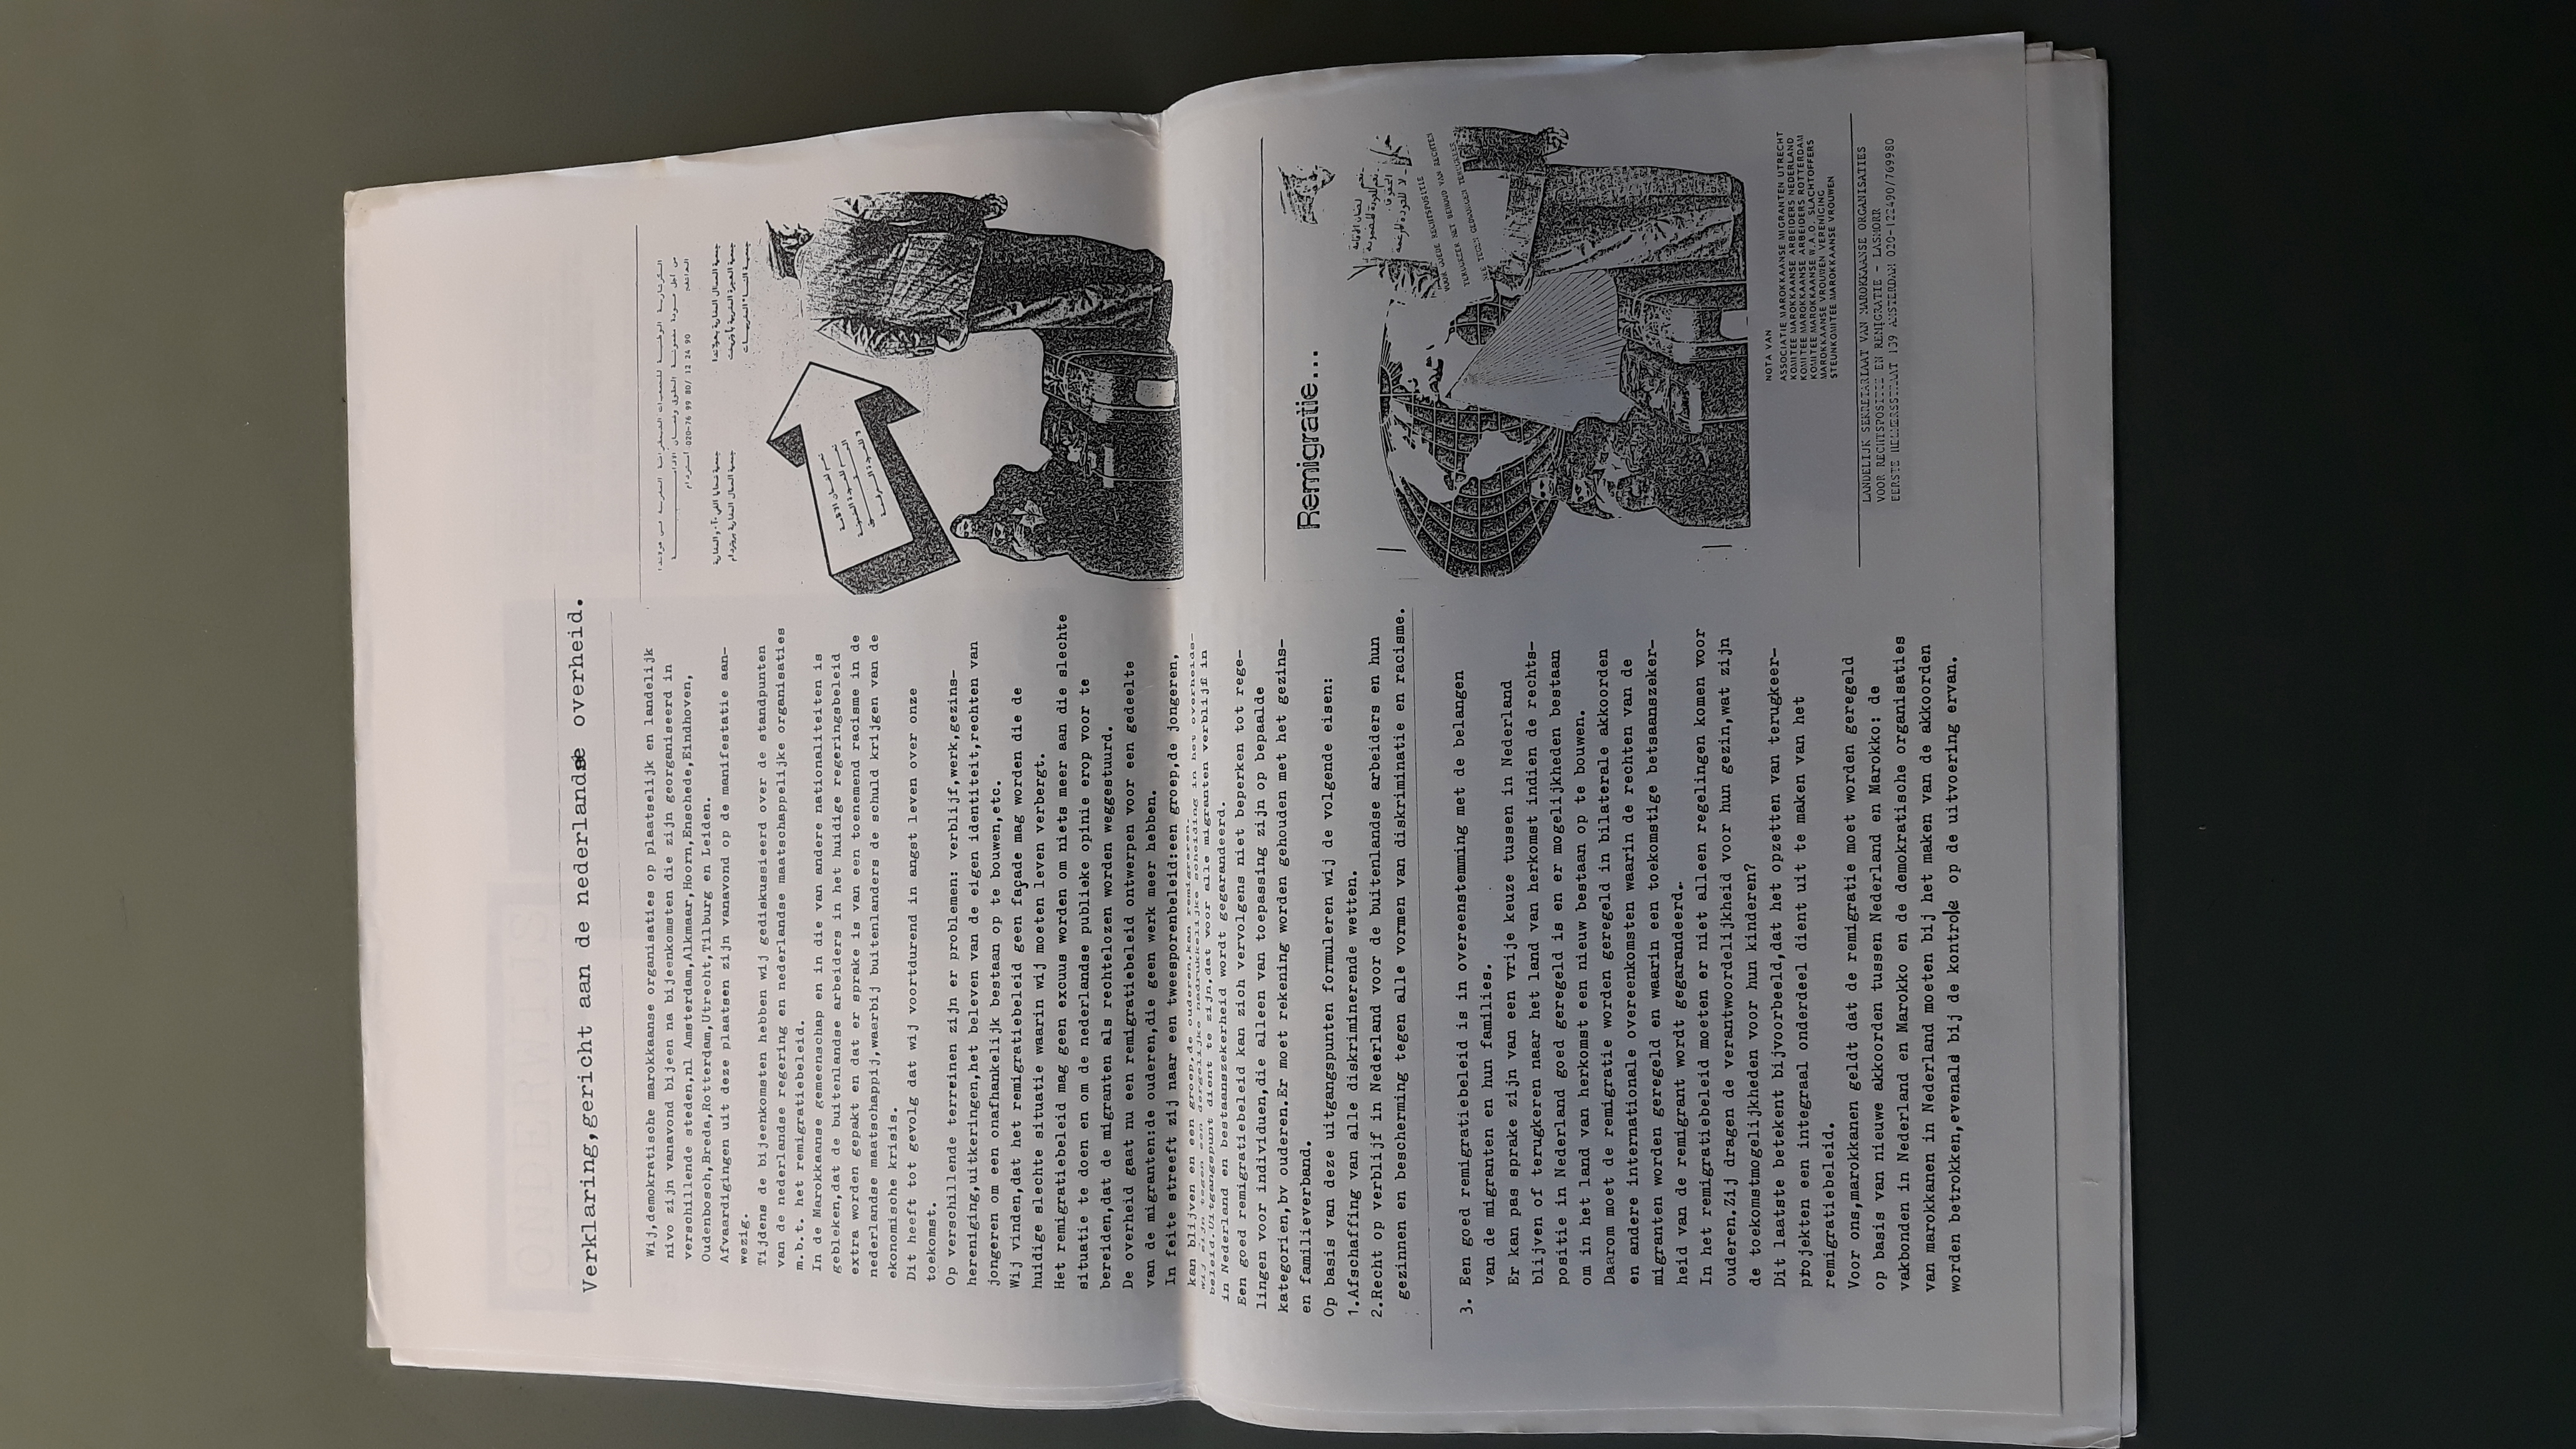 Verklaring,gericht aan de nederlandse overheid.
Wij,demokratische marokkaanse organisaties op plaatselijk en landelijk
nivo zijn vanavond bijeen na bijeenkomsten die zijn georganiseerd in
verschillende steden,nl Amsterdam,Alkmaar,Hoorn,Enschede,Eindhoven,
Oudenbosch,Breda,Rotterdam,Utrecht,Tilburg en Leiden.
Afvaardigingen uit deze plaatsen zijn vanavond op de manifestatie aan-
wezig.
Tijdens de bijeenkomsten hebben wij gediskussieerd over de standpunten
van de nederlandse regering en nederlandse maatschappelijke organisaties
m.b.t. het remigratiebeleid.
In de Marokkaanse gemeenschap en in die van andere nationaliteiten is
gebleken,dat de buitenlandse arbeiders in het huidige regeringsbeleid
extra worden gepakt en dat er sprake is van een toenemend racisme in de
nederlandse maatschappij,waarbij buitenlanders de schuld krijgen van de
ekonomische krisis.
Dit heeft tot gevolg dat wij voortdurend in angst leven over onze
toekomst.
Op verschillende terreinen zijn er problemen: verblijf,werk,gezins-
hereniging,uitkeringen,het beleven van de eigen identiteit,rechten van
jongeren om een onafhankelijk bestaan op te bouwen,etc.
Wij vinden,dat het remigratiebeleid geen façade mag worden die de
huidige slechte situatie waarin wij moeten leven verbergt.
Het remigratiebeleid mag geen excuus worden om niets meer aan die slechte
situatie te doen en om de nederlandse publieke opinie erop voor te
bereiden,dat de migranten als rechtelozen worden weggestuurd.
De overheid gaat nu een remigratiebeleid ontwerpen voor een gedeelte
van de migranten:de ouderen,die geen werk meer hebben.
In feite streeft zij naar een tweesporenbeleid:een groep,de jongeren,
kan blijven en een groep,de ouderen,kan remigreren.
Wij zijn tegen een dergelijke nadrukkelijke scheiding in het overheids-
beleid.Uitgangspunt dient te zijn,dat voor alle migranten verblijf in
in Nederland en bestaanszekerheid wordt gegarandeerd.
Een goed remigratiebeleid kan zich vervolgens niet beperken tot rege-
lingen voor individuen,die alleen van toepassing zijn op bepaalde
kategorien,bv ouderen.Er moet rekening worden gehouden met het gezins-
en familieverband.
Op basis van deze uitgangspunten formuleren wij de volgende eisen:
1.Afschaffing van alle diskriminerende wetten.
2.Recht op verblijf in Nederland voor de buitenlandse arbeiders en hun
gezinnen en bescherming tegen alle vormen van diskriminatie en racisme.
3. Een goed remigratiebeleid is in overeenstemming met de belangen
van de migranten en hun families.
Er kan pas sprake zijn van een vrije keuze tussen in Nederland
blijven of terugkeren naar het land van herkomst indien de rechts-
positie in Nederland goed geregeld is en er mogelijkheden bestaan
om in het land van herkomst een nieuw bestaan op te bouwen.
Daarom moet de remigratie worden geregeld in bilaterale akkoorden
en andere internationale overeenkomsten waarin de rechten van de
migranten worden geregeld en waarin een toekomstige betsaanszeker-
heid van de remigrant wordt gegarandeerd.
In het remigratiebeleid moeten er niet alleen regelingen komen voor
ouderen.Zij dragen de verantwoordelijkheid voor hun gezin,wat zijn
de toekomstmogelijkheden voor hun kinderen?
Dit laatste betekent bijvoorbeeld,dat het opzetten van terugkeer-
projekten een integraal onderdeel dient uit te maken van het
remigratiebeleid.
Voor ons,marokkanen geldt dat de remigratie moet worden geregeld
op basis van nieuwe akkoorden tussen Nederland en Marokko: de
vakbonden in Nederland en Marokko en de demokratische organisaties
van marokkanen in Nederland moeten bij het maken van de akkoorden
worden betrokken,evenals bij de kontrole op de uitvoering ervan.
020-76 99 80/ 12 24 90
Remigratie...
VOOR GOEDE RECHTSPOSITIE
TERUGKEER MET BEHOUD VAN RECHTEN
NEE TEGEN GEDWONGEN TERUGKEER
NOTA VAN
ASSOCIATIE MAROKKAANSE MIGRANTEN UTRECHT
KOMITEE MAROKKAANSE ARBEIDERS NEDERLAND
KOMITEE MAROKKAANSE ARBEIDERS ROTTERDAM
KOMITEE MAROKKAANSE W.A.O. SLACHTOFFERS
MAROKKAANSE VROUWEN VERENIGING
STEUNKOMITEE MAROKKAANSE VROUWEN
LANDELIJK SEKRETARIAAT VAN MAROKKAANSE ORGANISATIES
VOOR RECHTSPOSITIE EN REMIGRATIE - LASMORR
EERSTE HELMERSSTRAAT 139 AMSTERDAM 020-122490/769980